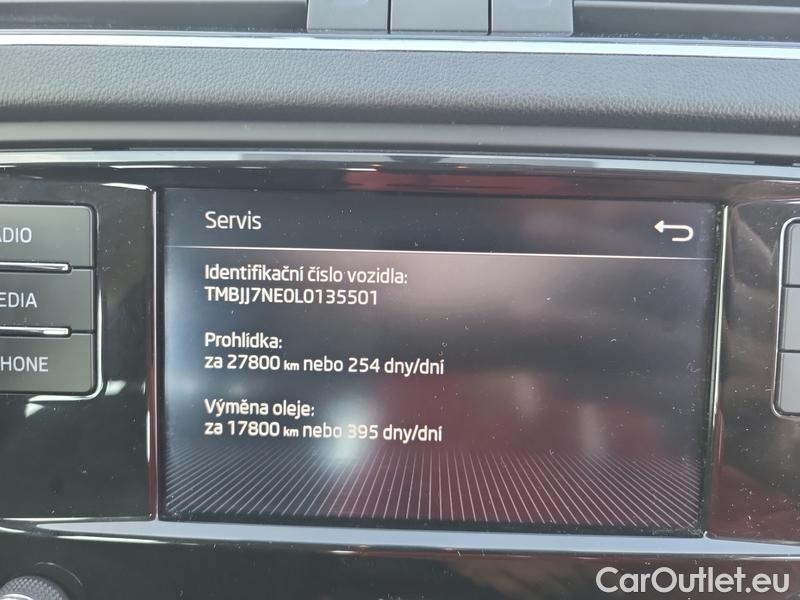 Servis
ADIO
Identifikační číslo vozidla:
TMBJJ7NE0L0135501
EDIA
Prohlídka:
za 27800 km nebo 254 dny/dní
HONE
Výměna oleje:
za 17800 km nebo 395 dny/dní
CarOutlet.eu